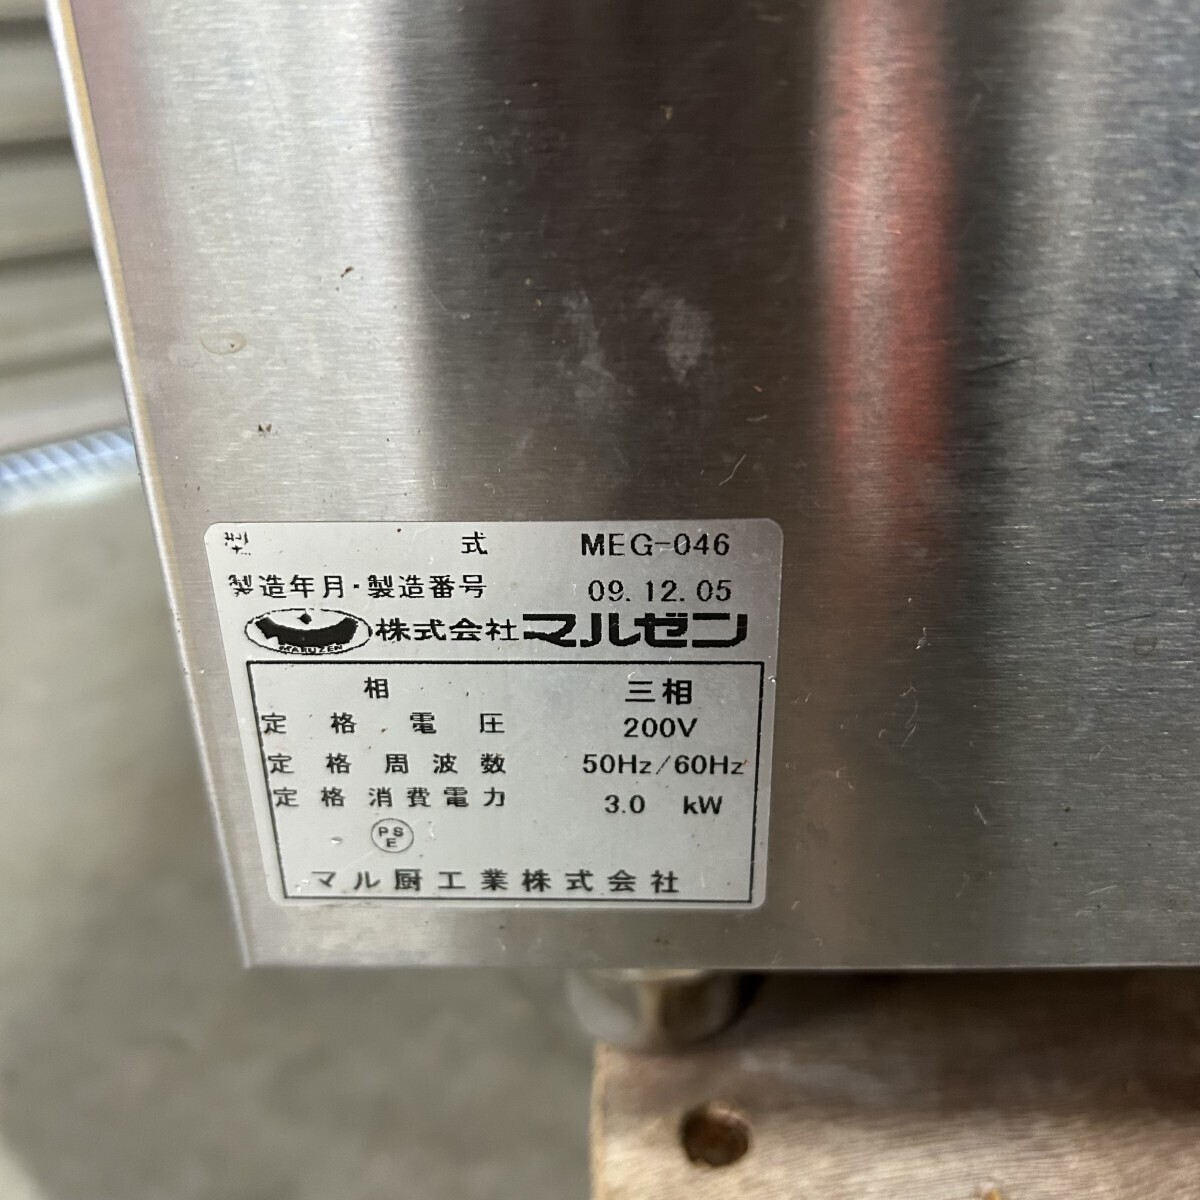 式 MEG-046
製造年月・製造番号 09.12.05
MARUZEN 株式会社マルゼン
相 三相
定格電圧 200V
定格周波数 50Hz/60Hz
定格消費電力 3.0 kW
PS
E
マル厨工業株式会社